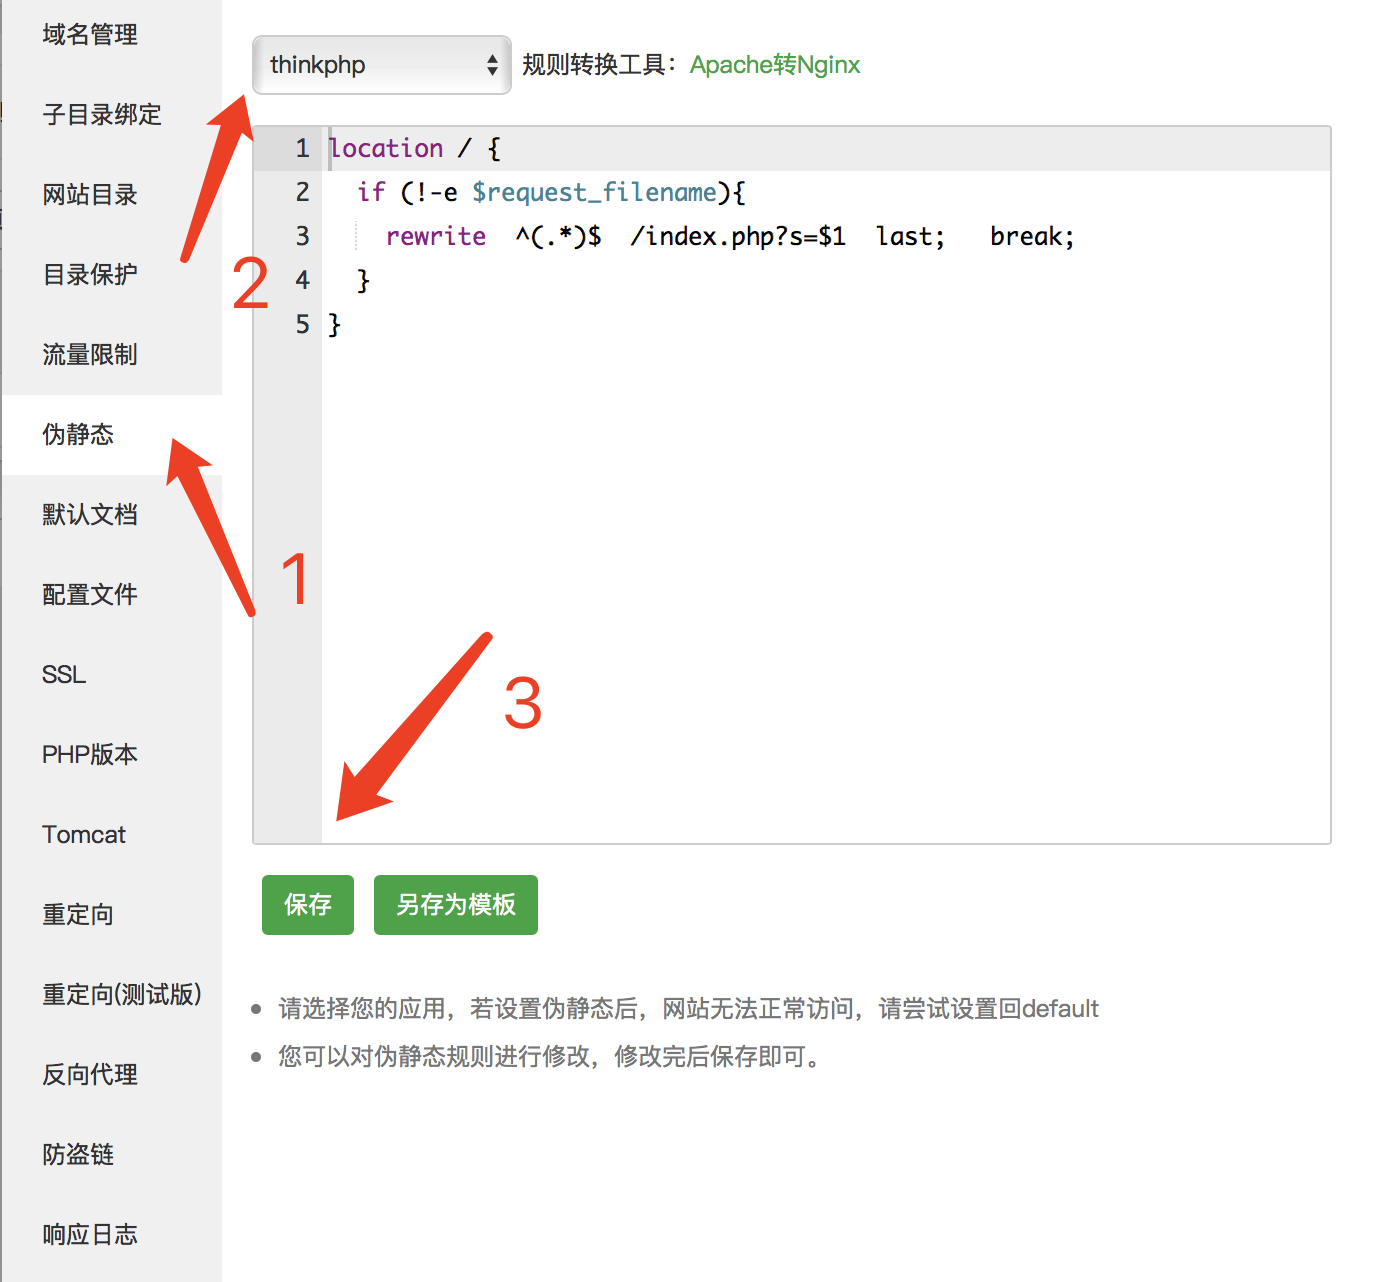 域名管理
子目录绑定
网站目录
目录保护
流量限制
伪静态
默认文档
配置文件
SSL
PHP版本
Tomcat
重定向
重定向(测试版)
反向代理
防盗链
响应日志
thinkphp 规则转换工具：Apache转Nginx
1 location / {
2 if (!-e $request_filename){
3 rewrite ^(.*)$ /index.php?s=$1 last; break;
4 }
5 }
2
1
3
保存 另存为模板
请选择您的应用，若设置伪静态后，网站无法正常访问，请尝试设置回default
您可以对伪静态规则进行修改，修改完后保存即可。